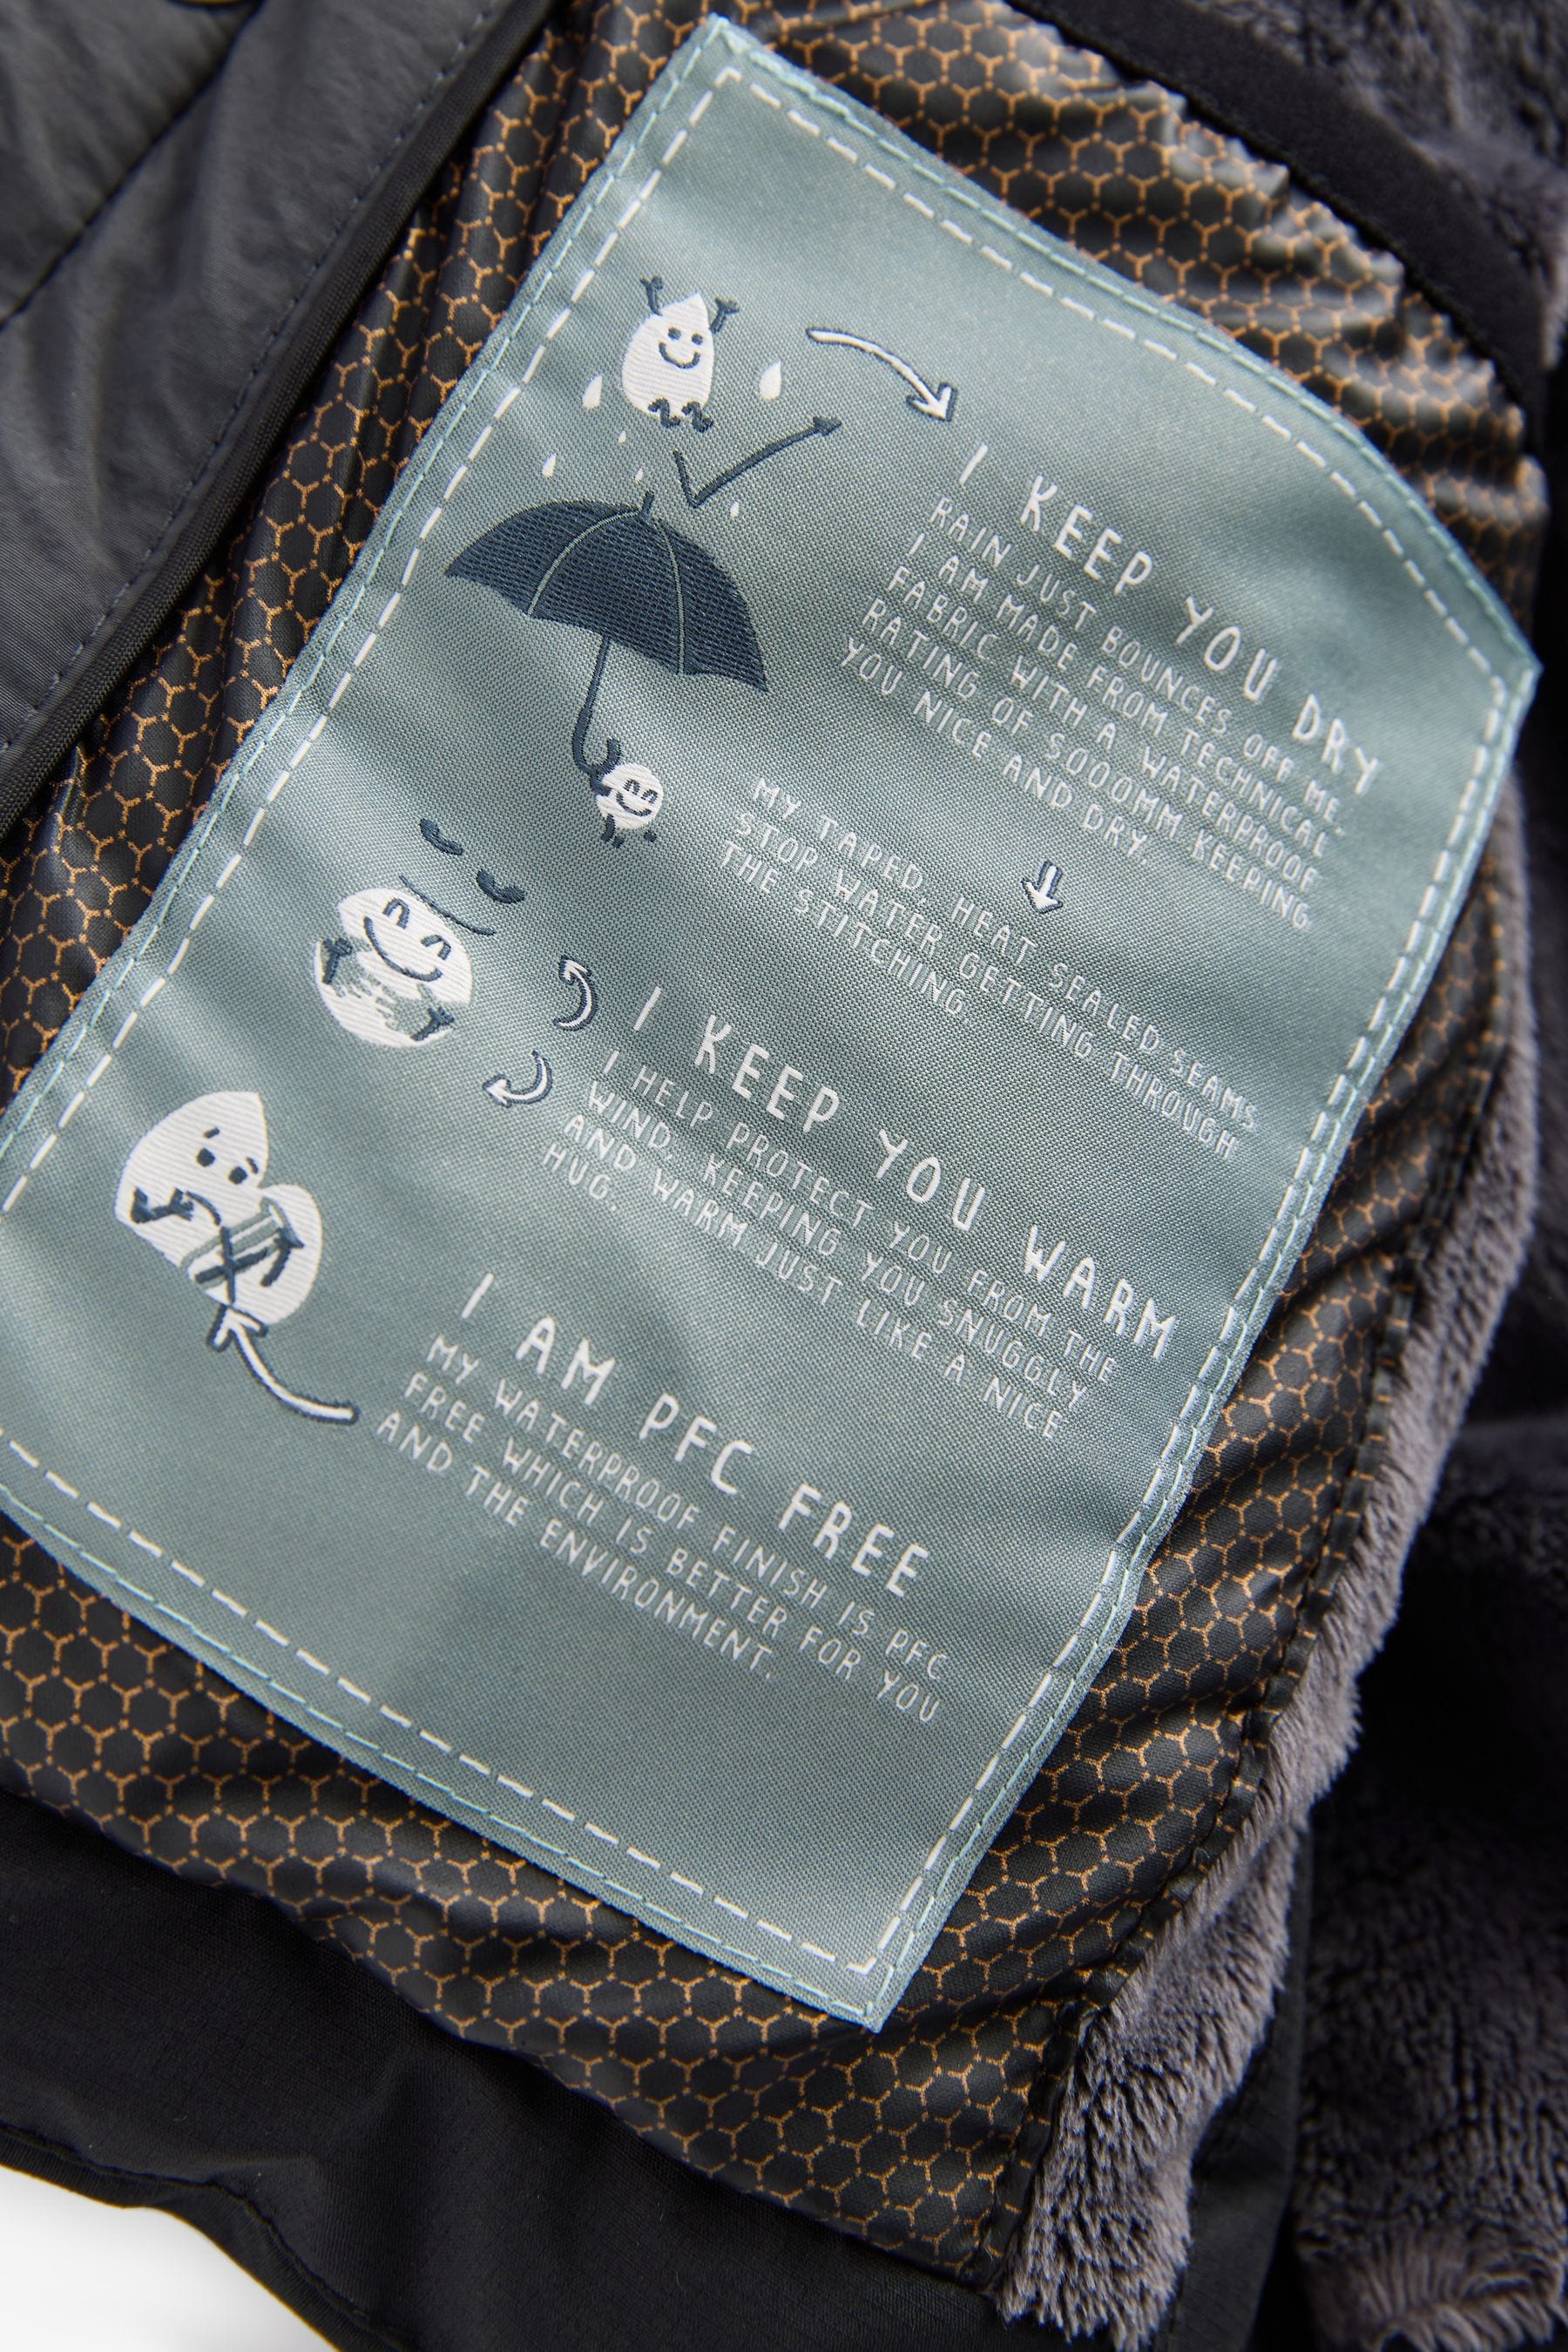 I KEEP YOU DRY
RAIN JUST BOUNCES OFF ME.
I AM MADE FROM TECHNICAL
FABRIC WITH A WATERPROOF
RATING OF 5000MM KEEPING
YOU NICE AND DRY.
MY TAPED, HEAT SEALED SEAMS
STOP WATER GETTING THROUGH
THE STITCHING.
I KEEP YOU WARM
I HELP PROTECT YOU FROM THE
WIND, KEEPING YOU SNUGGLY
AND WARM JUST LIKE A NICE
HUG.
I AM PFC FREE
MY WATERPROOF FINISH IS PFC
FREE WHICH IS BETTER FOR YOU
AND THE ENVIRONMENT.